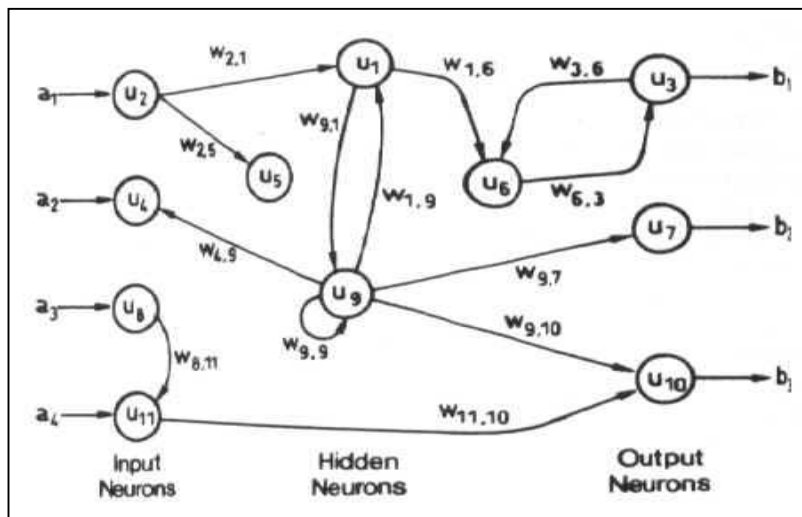 w2,1
u1
w1,6
w3,6
u3
b1
a1
u2
w9,1
w2,5
u5
u6
w1,9
w6,3
a2
u4
u7
w4,9
u9
w9,7
a3
u8
w9,9
w9,10
w8,11
u10
a4
u11
w11,10
Input
Neurons
Hidden
Neurons
Output
Neurons